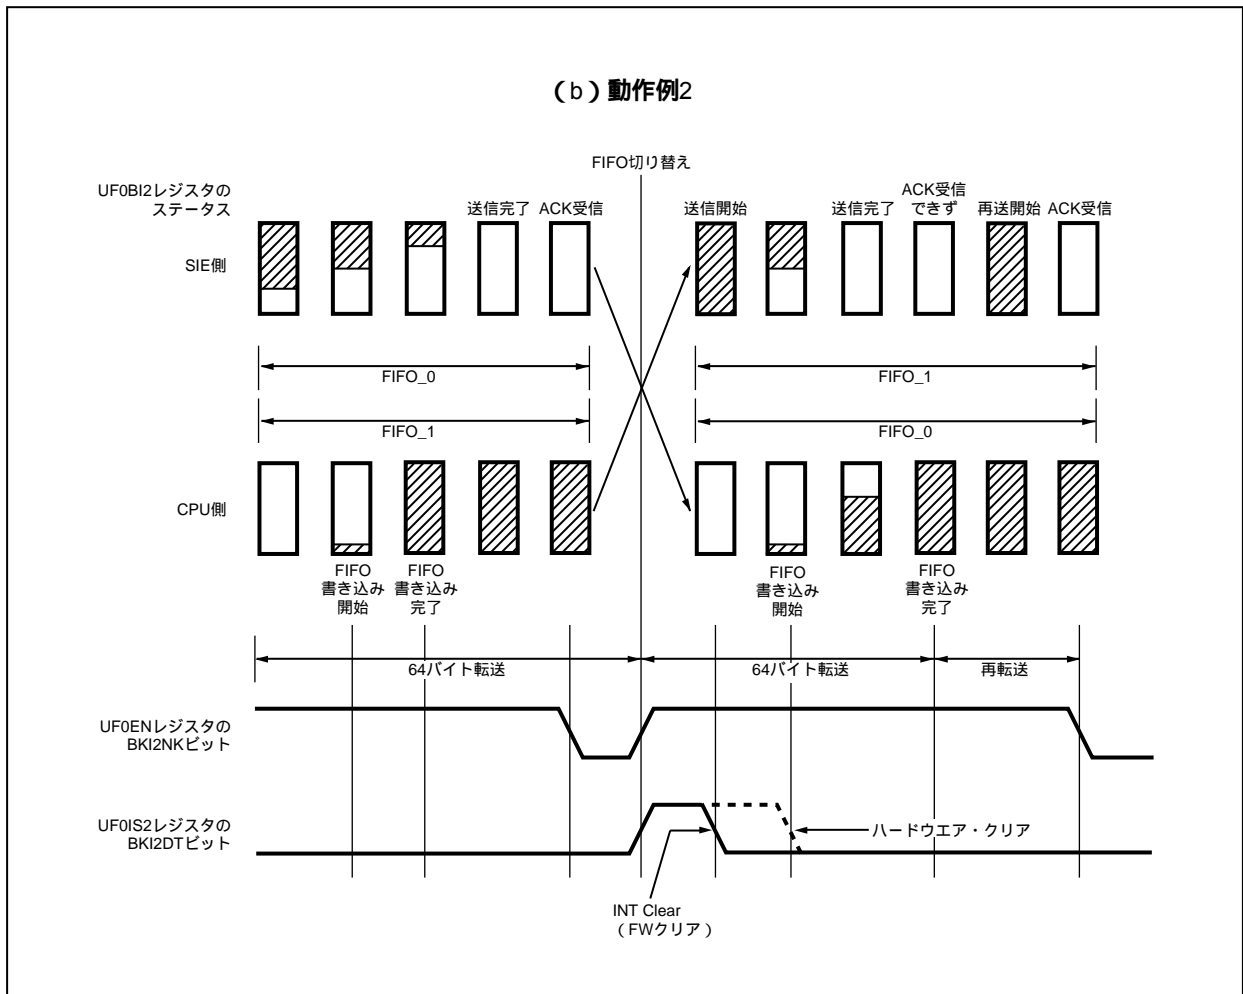 （b）動作例2
FIFO切り替え
UF0BI2レジスタの
ステータス
送信完了 ACK受信
送信開始
送信完了
ACK受信
できず
再送開始 ACK受信
SIE側
FIFO_0
FIFO_1
FIFO_1
FIFO_0
CPU側
FIFO
書き込み
開始
FIFO
書き込み
完了
FIFO
書き込み
開始
FIFO
書き込み
完了
64バイト転送
64バイト転送
再転送
UF0ENレジスタの
BKI2NKビット
UF0IS2レジスタの
BKI2DTビット
ハードウエア・クリア
INT Clear
（FWクリア）